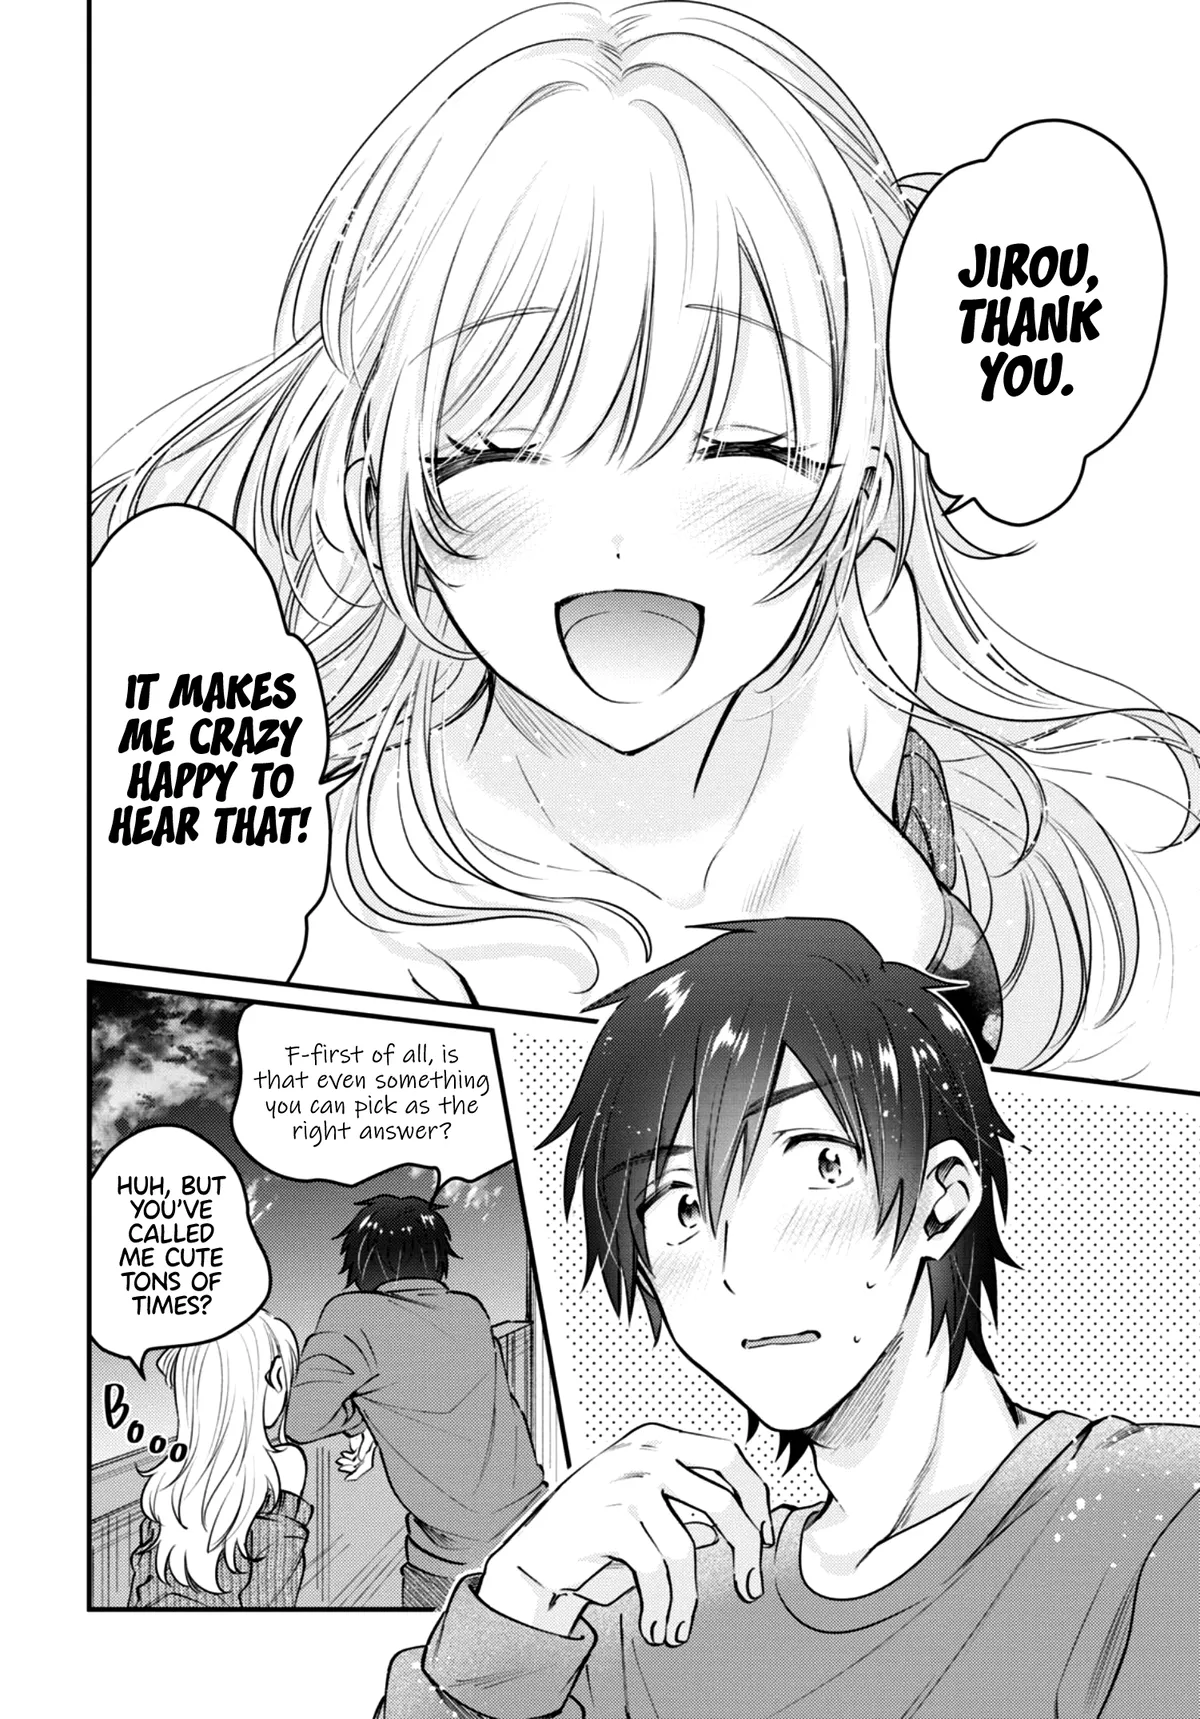 JIROU,
THANK
YOU.
IT MAKES
ME CRAZY
HAPPY TO
HEAR THAT!
F-first of all, is
that even something
you can pick as the
right answer?
HUH, BUT
YOU'VE
CALLED
ME CUTE
TONS OF
TIMES?
Booo